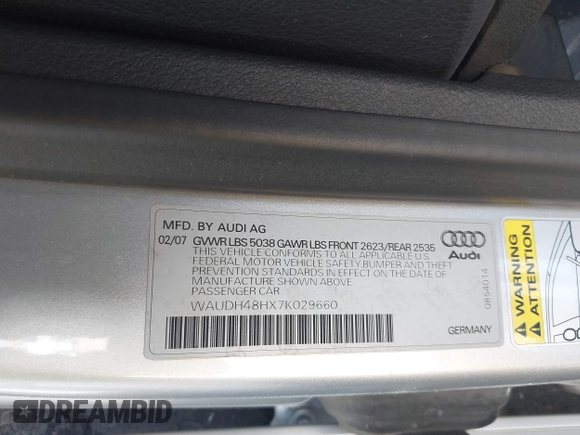 MFD. BY AUDI AG
02/07 GVWR LBS 5038 GAWR LBS FRONT 2623/REAR 2535
THIS VEHICLE CONFORMS TO ALL APPLICABLE U S
FEDERAL MOTOR VEHICLE SAFETY BUMPER AND THEFT
PREVENTION STANDARDS IN EFFECT ON THE DATE OF
MANUFACTURE SHOWN ABOVE
PASSENGER CAR
WAUDH48HX7K029660
GERMANY
Audi
0854014
WARNING
ATTENTION
DREAMBID